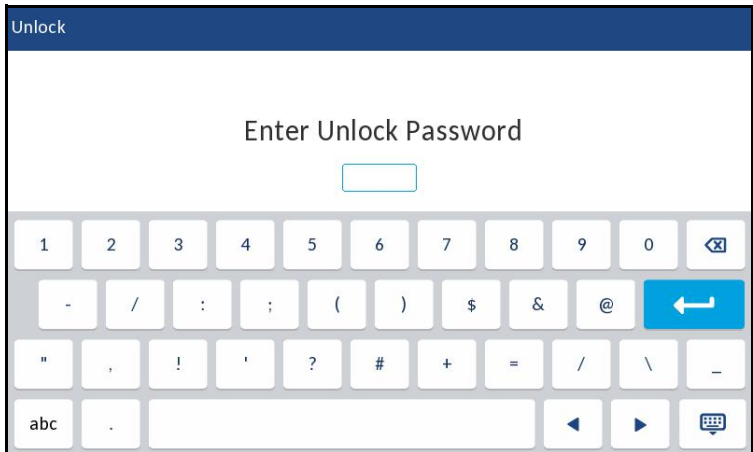 Unlock
Enter Unlock Password
1 2 3 4 5 6 7 8 9 0
- / : ; ( ) $ & @
" , ! ' ? # + = / \ _
abc .